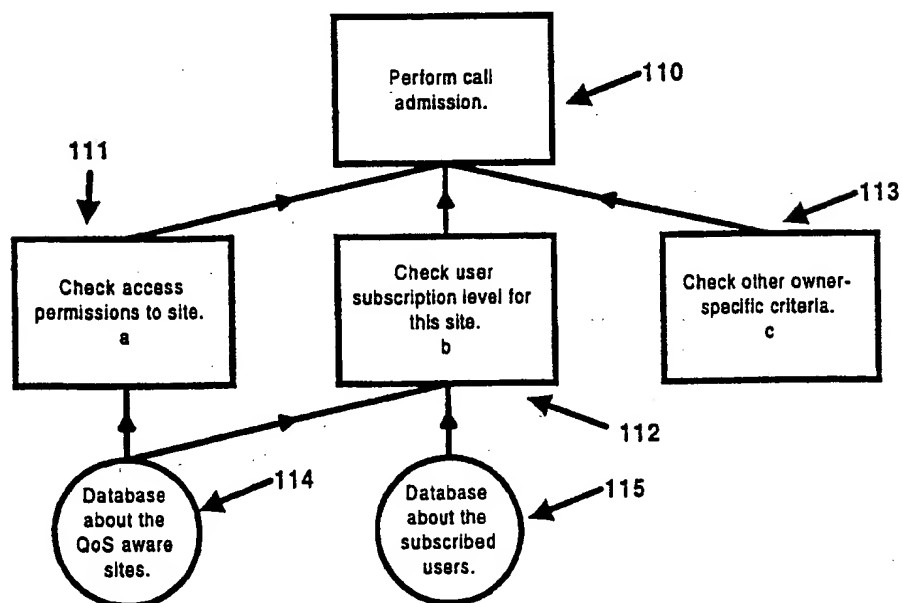 Perform call
admission.
110
111
113
Check access
permissions to site.
a
Check user
subscription level for
this site.
b
Check other owner-
specific criteria.
c
112
114
115
Database
about the
QoS aware
sites.
Database
about the
subscribed
users.